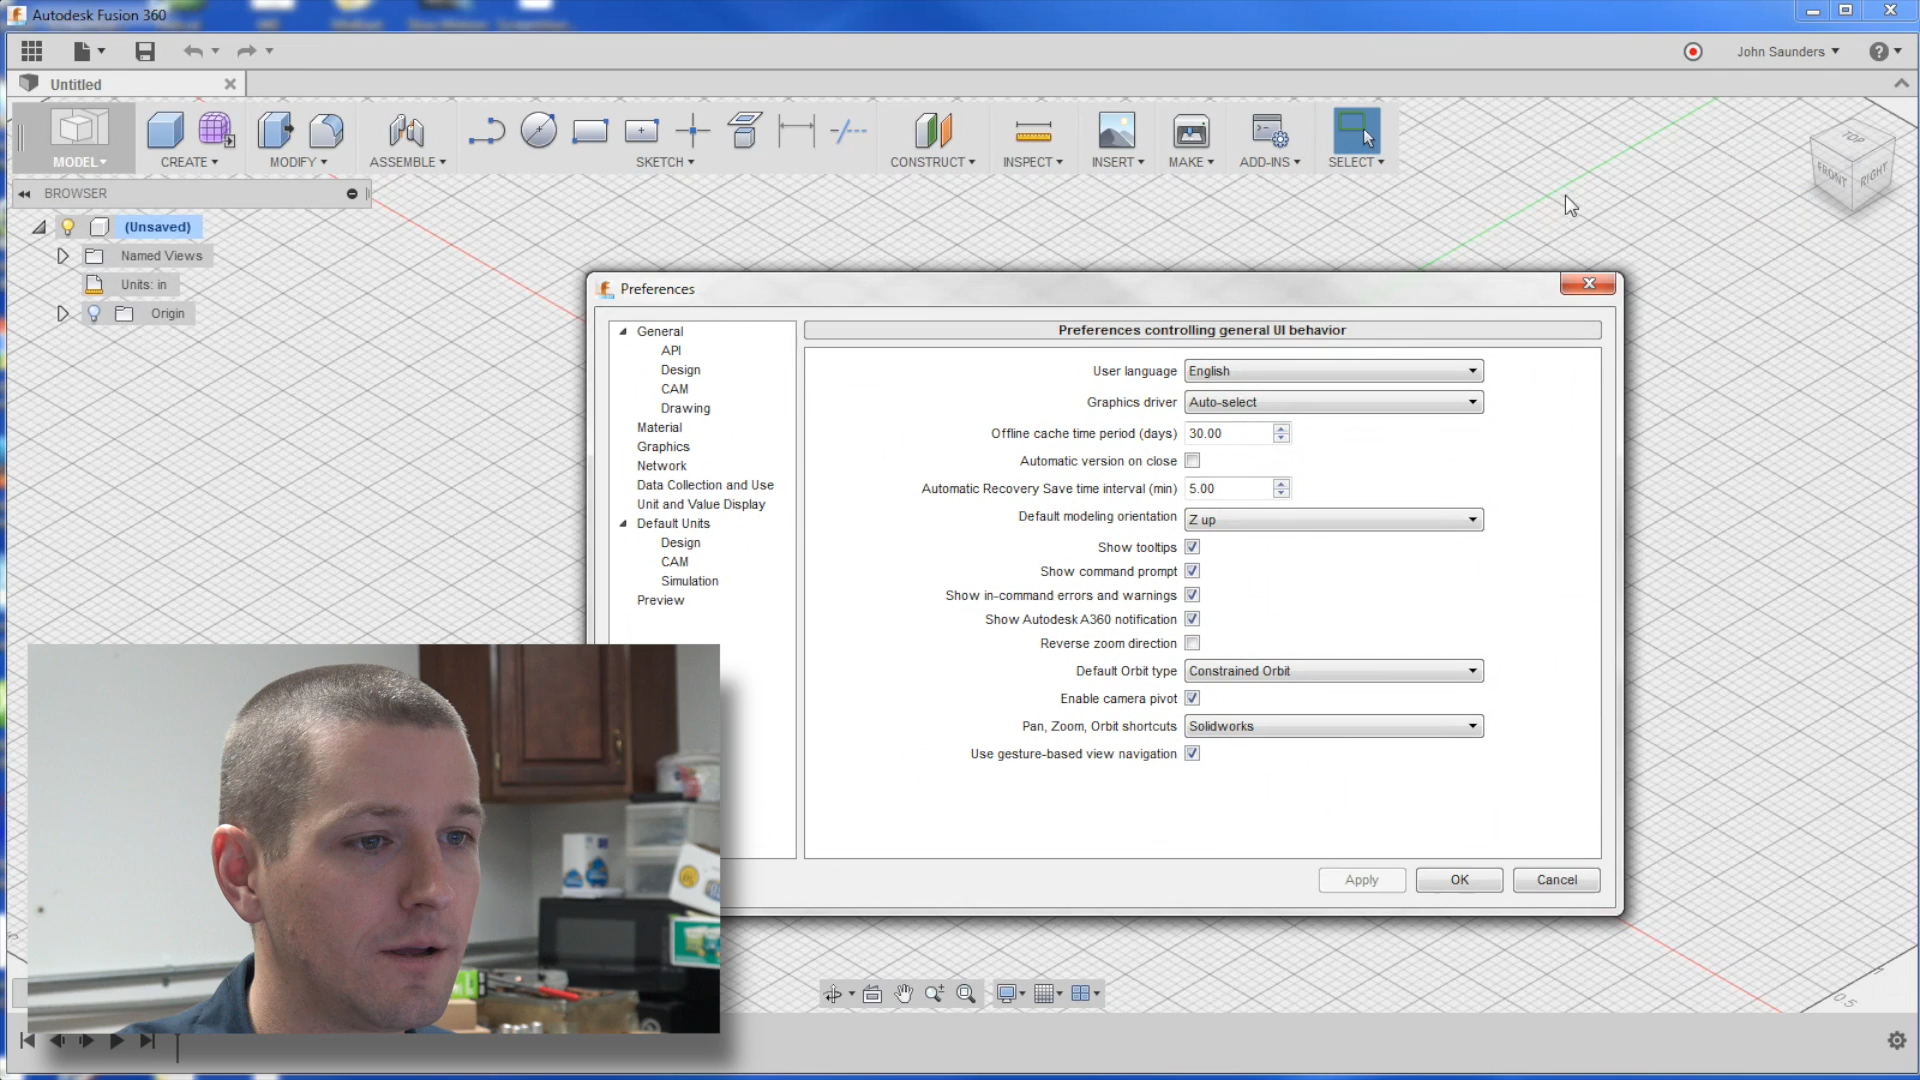 Autodesk Fusion 360
John Saunders
Untitled
MODEL
CREATE
MODIFY
ASSEMBLE
SKETCH
CONSTRUCT
INSPECT
INSERT
MAKE
ADD-INS
SELECT
TOP
FRONT
RIGHT
BROWSER
(Unsaved)
Named Views
Units: in
Origin
Preferences
General
API
Design
CAM
Drawing
Material
Graphics
Network
Data Collection and Use
Unit and Value Display
Default Units
Design
CAM
Simulation
Preview
Preferences controlling general UI behavior
User language English
Graphics driver Auto-select
Offline cache time period (days) 30.00
Automatic version on close
Automatic Recovery Save time interval (min) 5.00
Default modeling orientation Z up
Show tooltips
Show command prompt
Show in-command errors and warnings
Show Autodesk A360 notification
Reverse zoom direction
Default Orbit type Constrained Orbit
Enable camera pivot
Pan, Zoom, Orbit shortcuts Solidworks
Use gesture-based view navigation
Apply OK Cancel